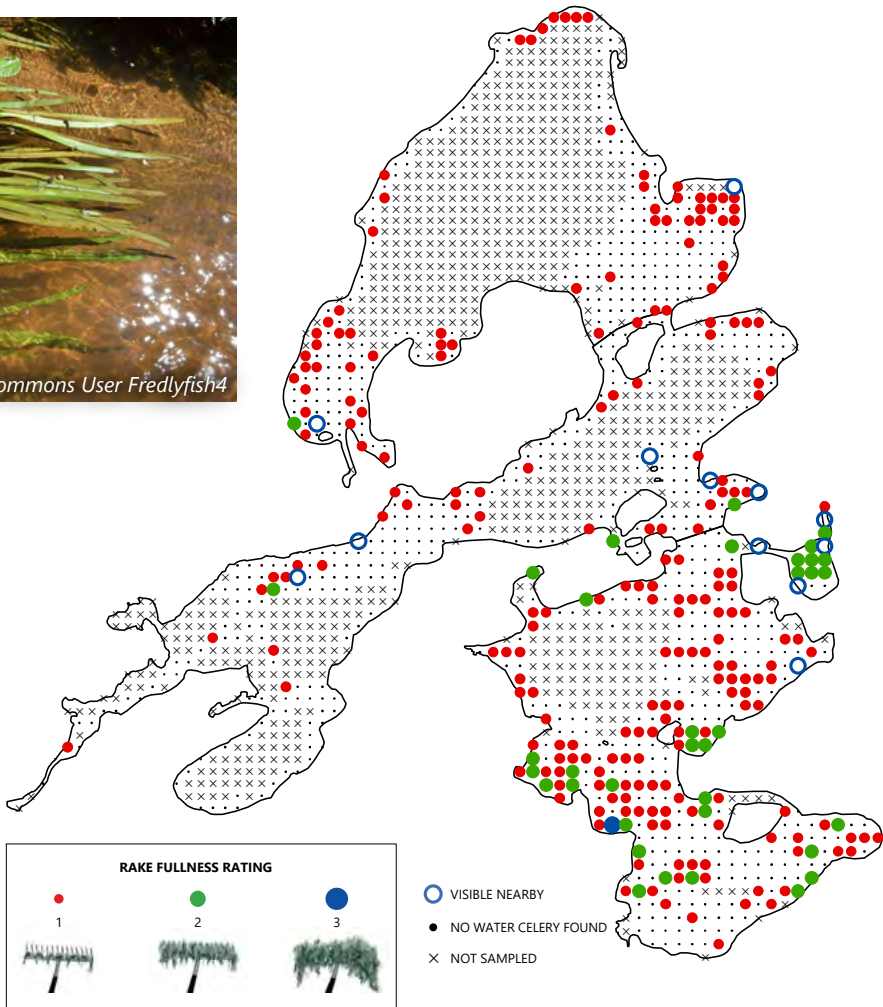 ommons User Fredlyfish4
RAKE FULLNESS RATING
1
2
3
VISIBLE NEARBY
NO WATER CELERY FOUND
NOT SAMPLED